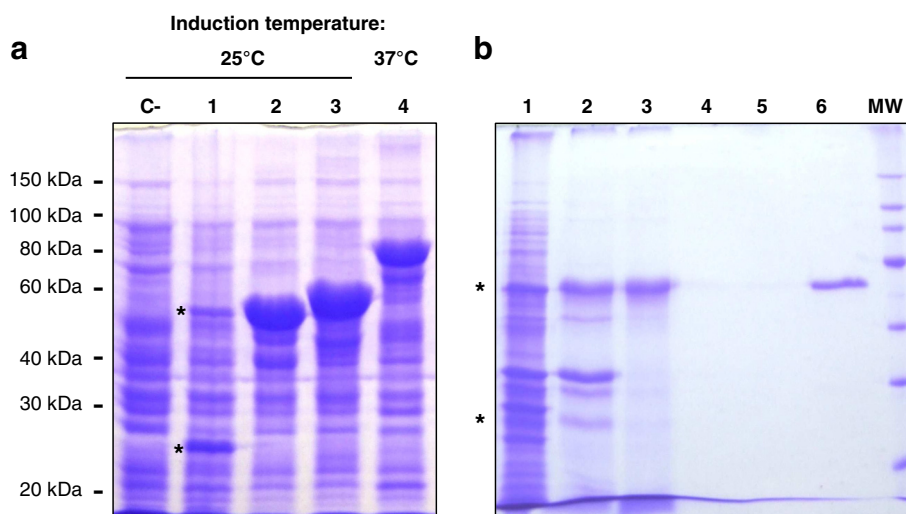 Induction temperature:
a
25°C 37°C
C- 1 2 3 4
150 kDa
100 kDa
80 kDa
60 kDa
*
40 kDa
30 kDa
*
20 kDa
b
1 2 3 4 5 6 MW
*
*